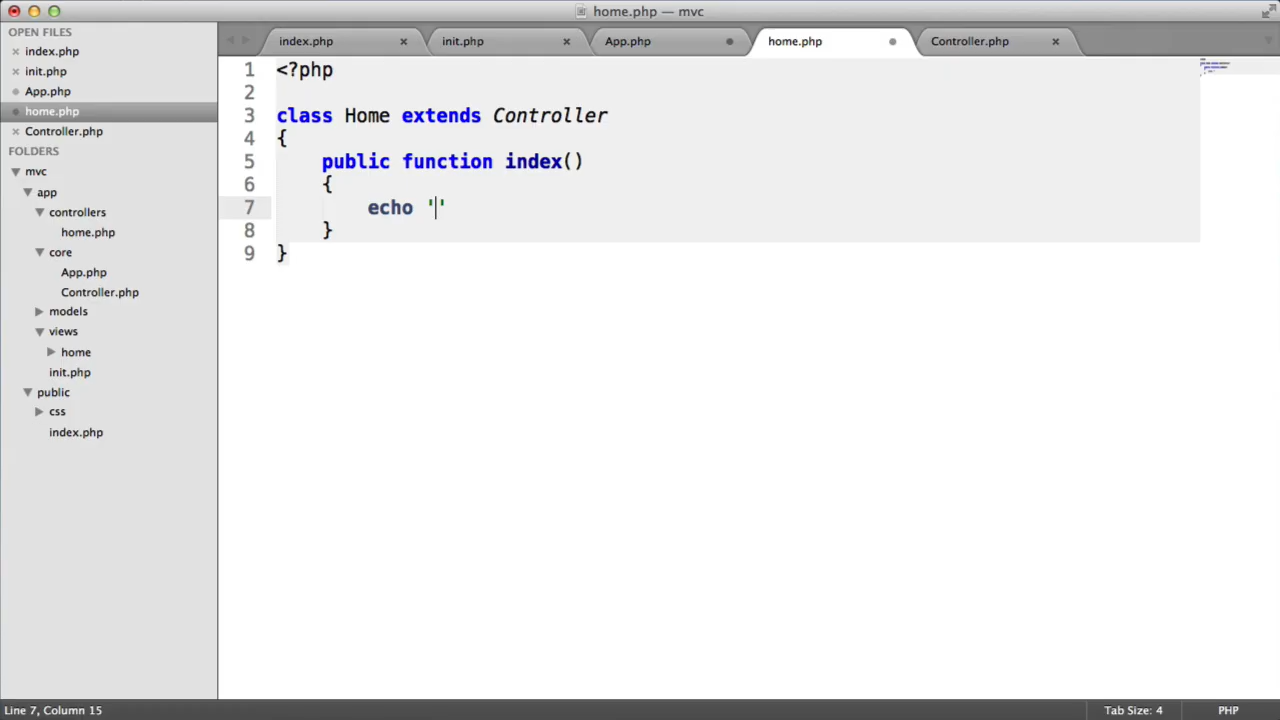 home.php — mvc
OPEN FILES
index.php
init.php
App.php
home.php
Controller.php
FOLDERS
mvc
app
controllers
home.php
core
App.php
Controller.php
models
views
home
init.php
public
css
index.php
index.php
init.php
App.php
home.php
Controller.php
1 <?php
2
3 class Home extends Controller
4 {
5 public function index()
6 {
7 echo ''
8 }
9 }
Line 7, Column 15
Tab Size: 4
PHP